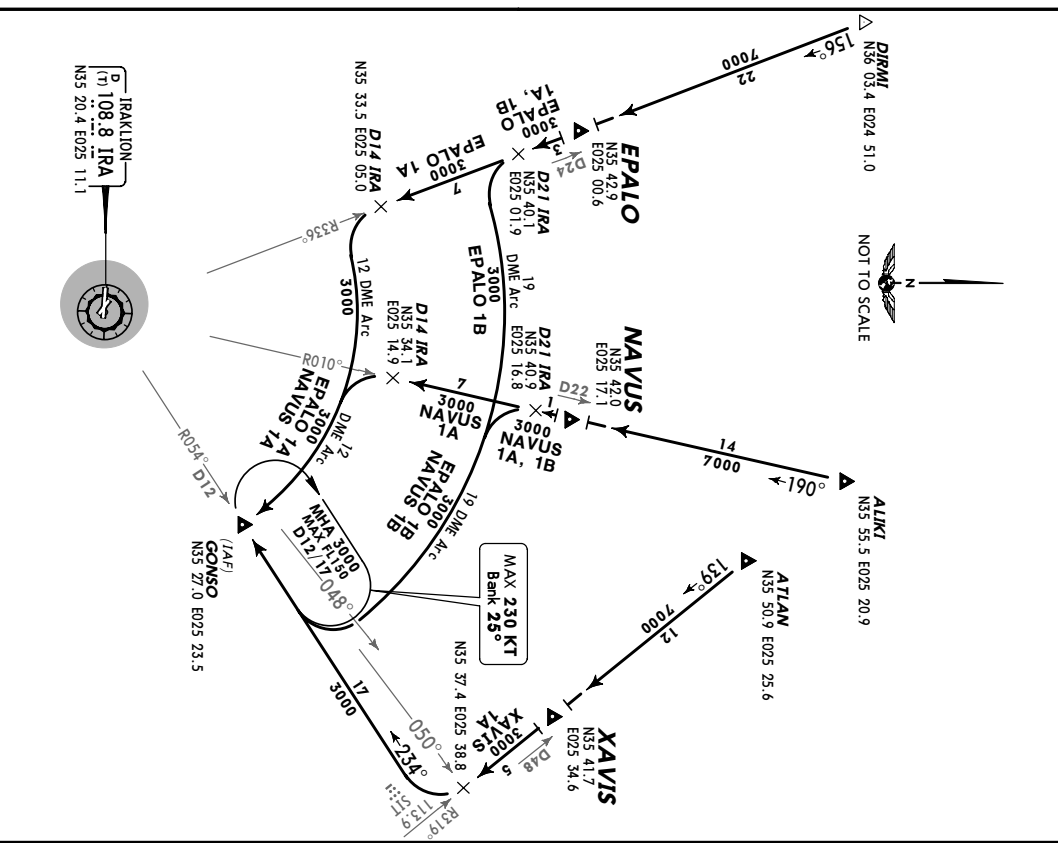 DIRMI
N36 03.4 E024 51.0
156°
7000
22
EPALO
N35 42.9
E025 00.6
D24
3
3000
EPALO
1A, 1B
D21 IRA
N35 40.1
E025 01.9
EPALO 1A
3000
7
D14 IRA
N35 33.5 E025 05.0
R336°
IRAKLION
D
(T) 108.8 IRA
N35 20.4 E025 11.1
19
DME Arc
3000
EPALO 1B
12 DME Arc
3000
NOT TO SCALE
N
NAVUS
N35 42.0
E025 17.1
D22
D21 IRA
N35 40.9
E025 16.8
1
3000
NAVUS
1A, 1B
7
3000
NAVUS
1A
D14 IRA
N35 34.1
E025 14.9
R010°
ALIKI
N35 55.5 E025 20.9
190°
14
7000
ATLAN
N35 50.9 E025 25.6
139°
12
7000
XAVIS
N35 41.7
E025 34.6
D48
5
3000
XAVIS
1A
N35 37.4 E025 38.8
R319°
113.9
SIT
050°
234°
17
3000
19 DME Arc
3000
EPALO 1B
NAVUS 1B
12
DME Arc
3000
EPALO 1A
NAVUS 1A
R054°
D12
MAX 230 KT
Bank 25°
MHA 3000
MAX FL150
D12/17
048°
(IAF)
GONSO
N35 27.0 E025 23.5